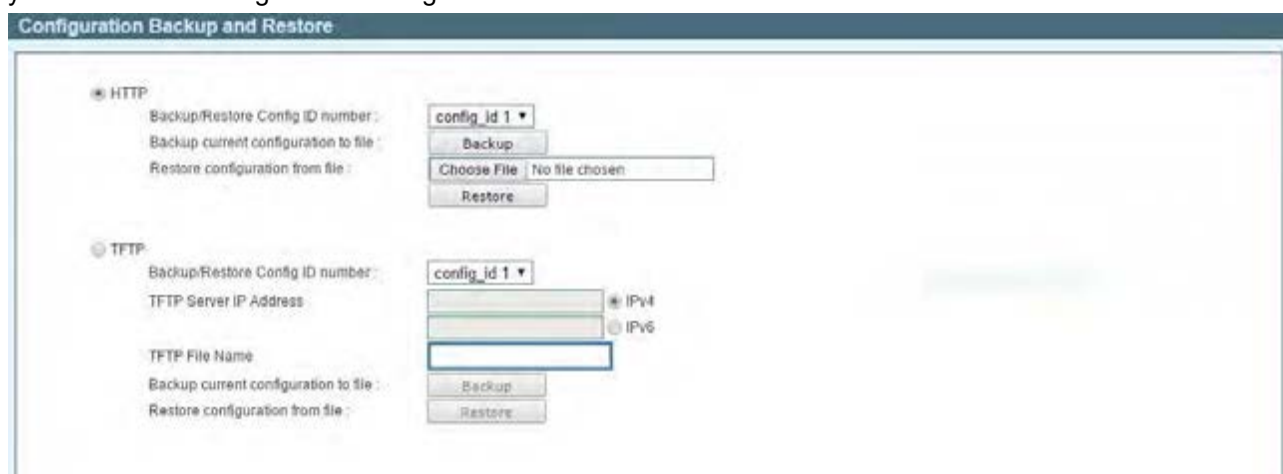 Configuration Backup and Restore
HTTP
Backup/Restore Config ID number :
config_id 1
Backup current configuration to file :
Backup
Restore configuration from file :
Choose File No file chosen
Restore
TFTP
Backup/Restore Config ID number :
config_id 1
TFTP Server IP Address
IPv4
IPv6
TFTP File Name
Backup current configuration to file :
Backup
Restore configuration from file :
Restore